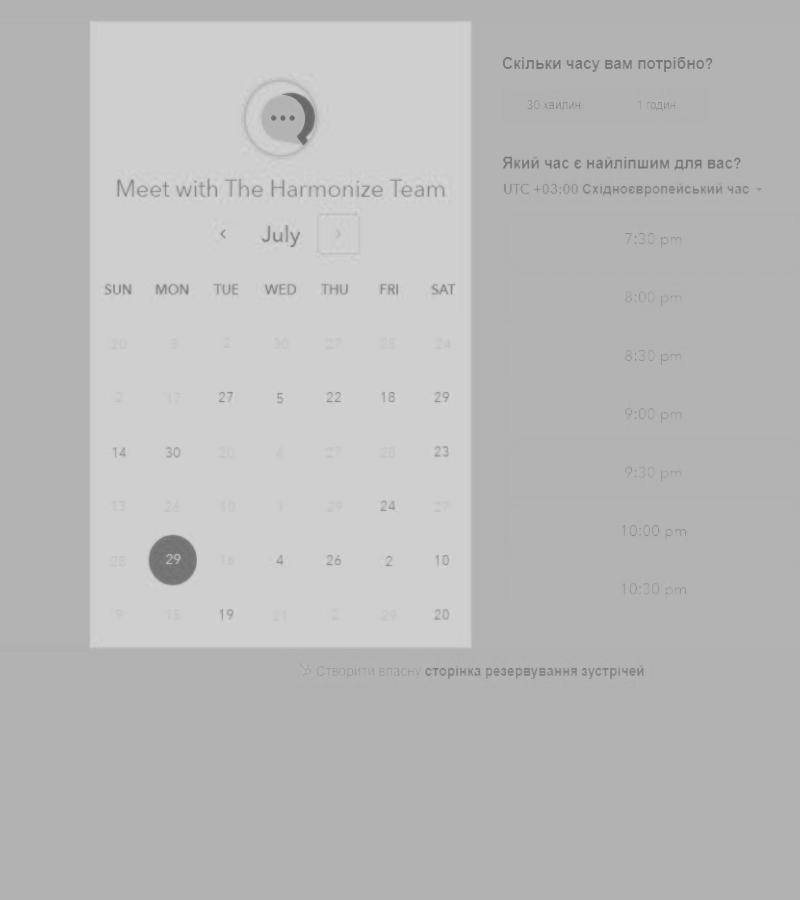 Meet with The Harmonize Team
July
SUN MON TUE WED THU FRI SAT
20 3 2 30 27 25 24
2 17 27 5 22 18 29
14 30 20 4 27 28 23
13 26 10 1 29 24 27
28 29 16 4 26 2 10
9 15 19 21 2 29 20
Скільки часу вам потрібно?
30 хвилин 1 годин
Який час є найліпшим для вас?
UTC +03:00 Східноєвропейський час
7:30 pm
8:00 pm
8:30 pm
9:00 pm
9:30 pm
10:00 pm
10:30 pm
Створити власну сторінка резервування зустрічей